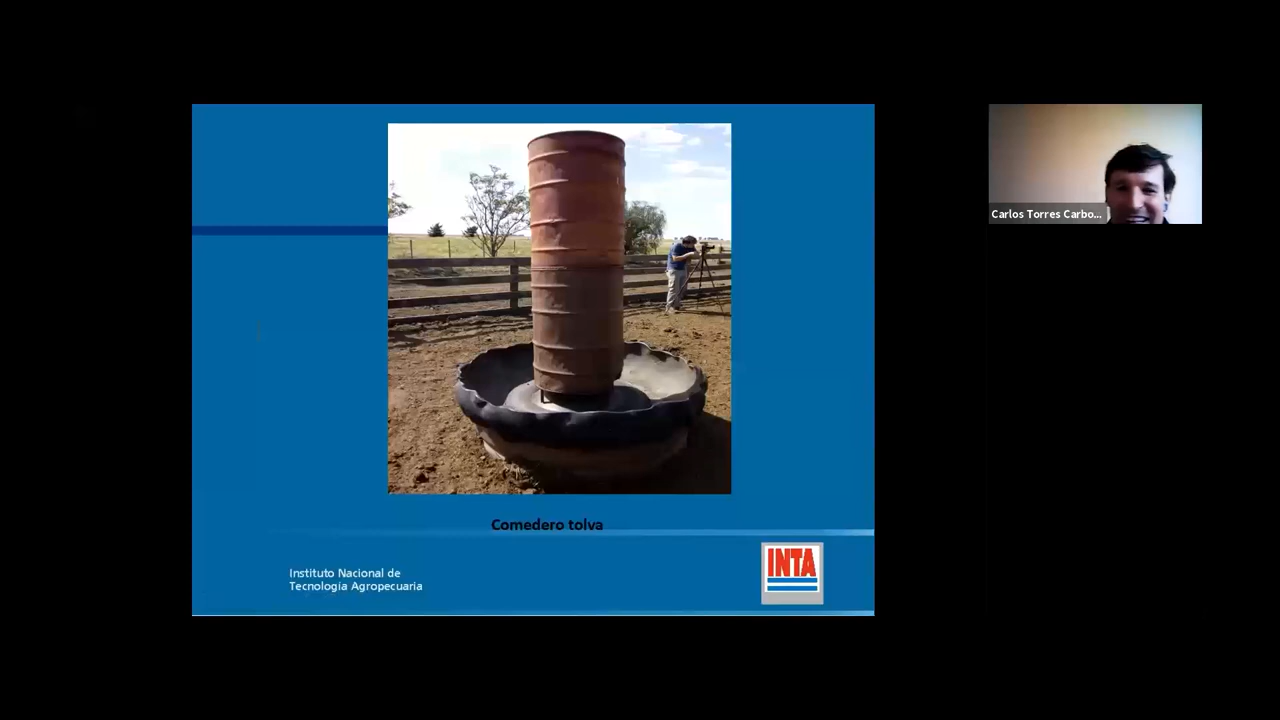 Carlos Torres Carbo...
Comedero tolva
Instituto Nacional de
Tecnología Agropecuaria
INTA